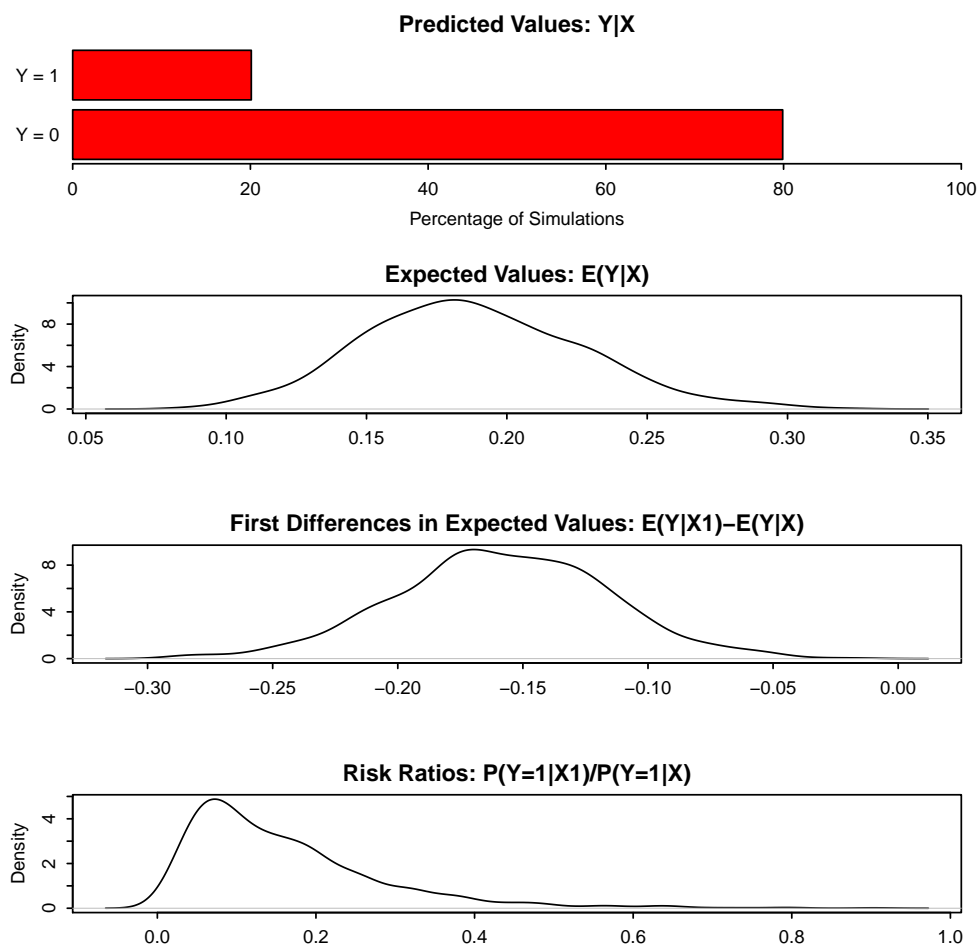 Predicted Values: Y|X
Y = 1
Y = 0
0 20 40 60 80 100
Percentage of Simulations
Expected Values: E(Y|X)
Density
0 4 8
0.05 0.10 0.15 0.20 0.25 0.30 0.35
First Differences in Expected Values: E(Y|X1)−E(Y|X)
Density
0 4 8
−0.30 −0.25 −0.20 −0.15 −0.10 −0.05 0.00
Risk Ratios: P(Y=1|X1)/P(Y=1|X)
Density
0 2 4
0.0 0.2 0.4 0.6 0.8 1.0